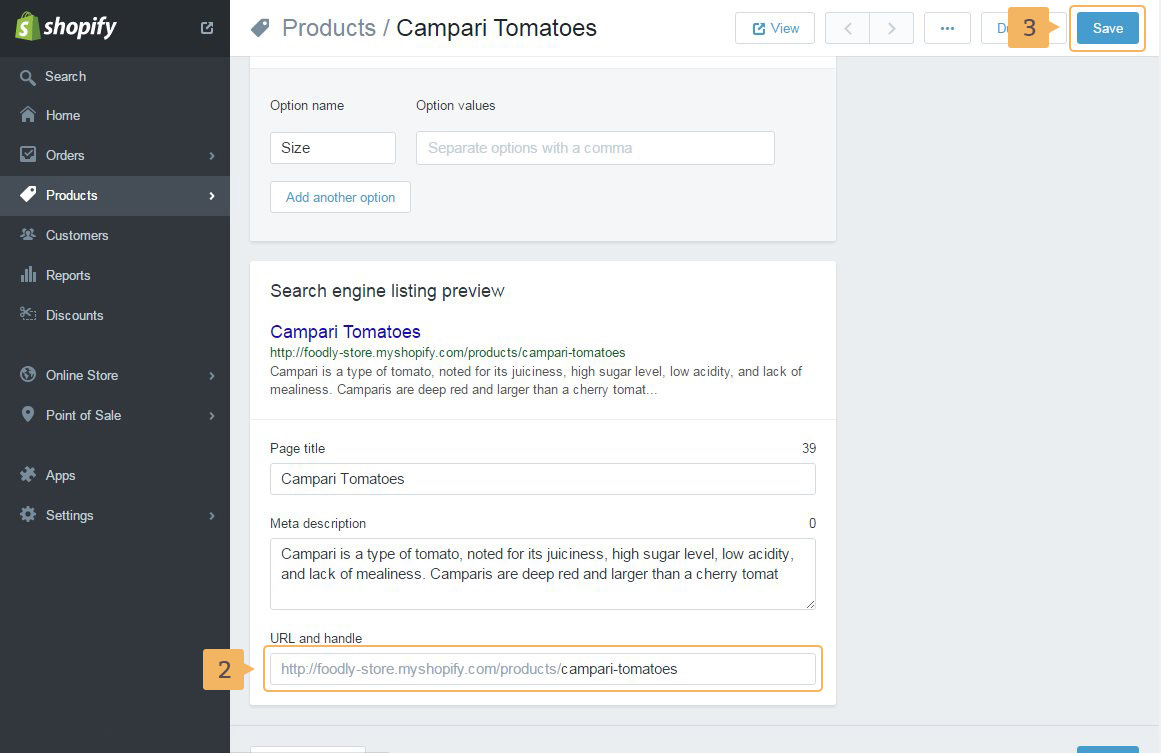 shopify
Search
Home
Orders
Products
Customers
Reports
Discounts
Online Store
Point of Sale
Apps
Settings
Products / Campari Tomatoes
View
...
3
Save
Option name Option values
Size Separate options with a comma
Add another option
Search engine listing preview
Campari Tomatoes
http://foodly-store.myshopify.com/products/campari-tomatoes
Campari is a type of tomato, noted for its juiciness, high sugar level, low acidity, and lack of
mealiness. Camparis are deep red and larger than a cherry tomat...
Page title 39
Campari Tomatoes
Meta description 0
Campari is a type of tomato, noted for its juiciness, high sugar level, low acidity,
and lack of mealiness. Camparis are deep red and larger than a cherry tomat
URL and handle
2
http://foodly-store.myshopify.com/products/campari-tomatoes